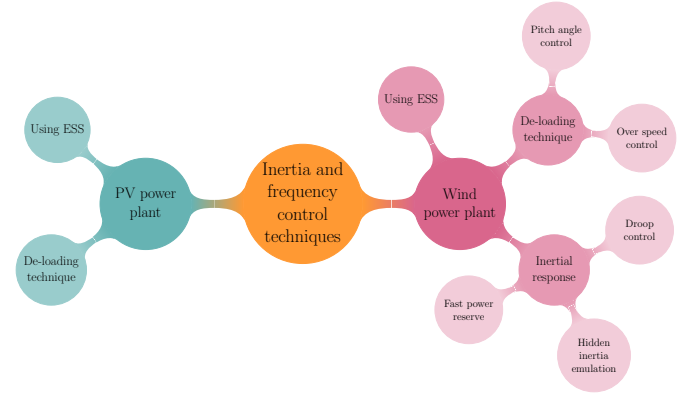 Pitch angle
control
Using ESS
De-loading
technique
Over speed
control
Using ESS
PV power
plant
Inertia and
frequency
control
techniques
Wind
power plant
Droop
control
De-loading
technique
Inertial
response
Fast power
reserve
Hidden
inertia
emulation